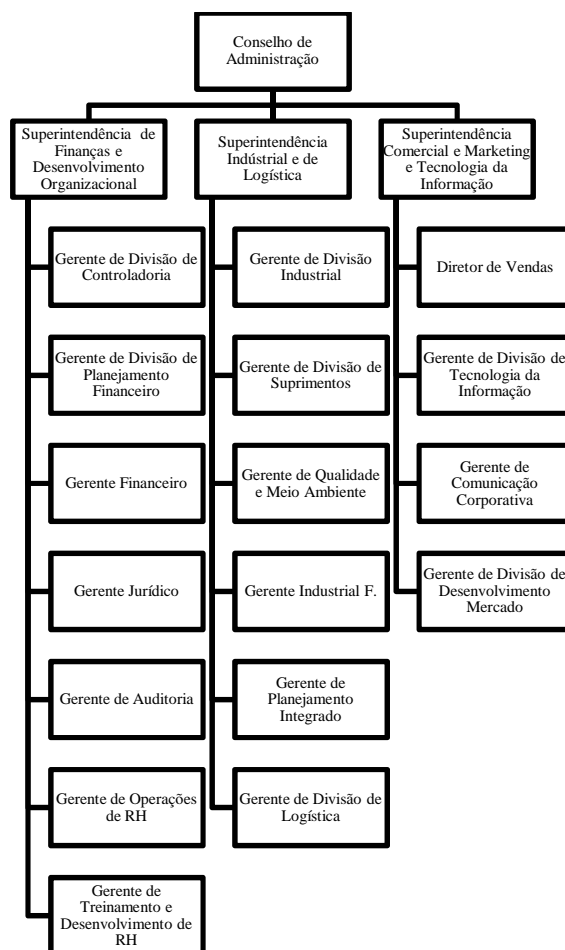 Conselho de
Administração
Superintendência de
Finanças e
Desenvolvimento
Organizacional
Superintendência
Indústrial e de
Logística
Superintendência
Comercial e Marketing
e Tecnologia da
Informação
Gerente de Divisão de
Controladoria
Gerente de Divisão
Industrial
Diretor de Vendas
Gerente de Divisão de
Planejamento
Financeiro
Gerente de Divisão de
Suprimentos
Gerente de Divisão de
Tecnologia da
Informação
Gerente Financeiro
Gerente de Qualidade
e Meio Ambiente
Gerente de
Comunicação
Corporativa
Gerente Jurídico
Gerente Industrial F.
Gerente de Divisão de
Desenvolvimento
Mercado
Gerente de Auditoria
Gerente de
Planejamento
Integrado
Gerente de Operações
de RH
Gerente de Divisão de
Logística
Gerente de
Treinamento e
Desenvolvimento de
RH